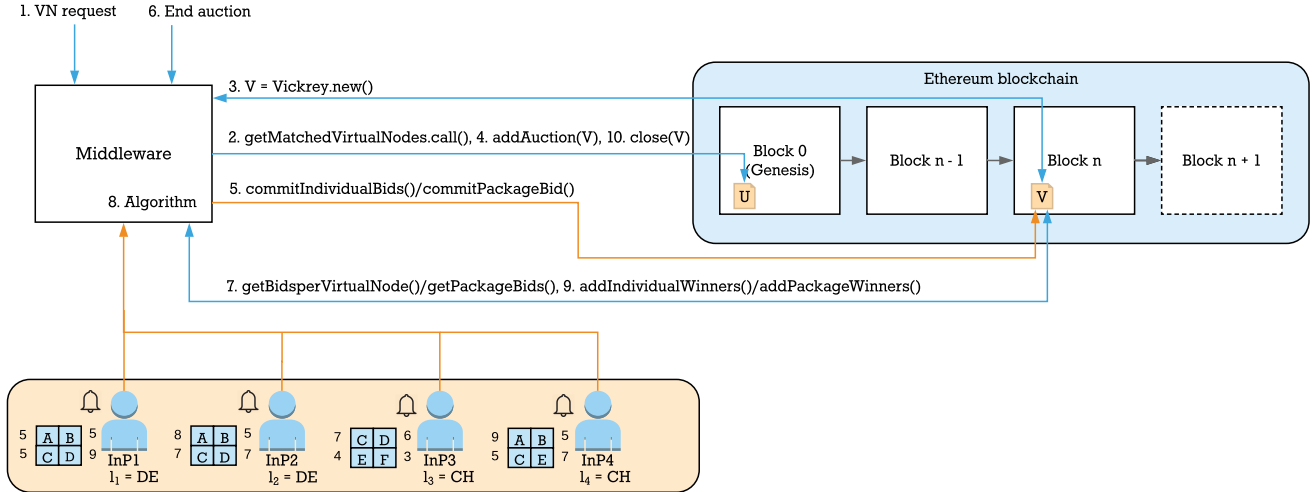 1. VN request
6. End auction
Ethereum blockchain
3. V = Vickrey.new()
2. getMatchedVirtualNodes.call(), 4. addAuction(V), 10. close(V)
Middleware
Block 0
(Genesis)
Block n - 1
Block n
Block n + 1
5. commitIndividualBids()/commitPackageBid()
U
V
8. Algorithm
7. getBidsperVirtualNode()/getPackageBids(), 9. addIndividualWinners()/addPackageWinners()
5 A B 5
5 C D 9
InP1
l1 = DE
8 A B 5
7 C D 7
InP2
l2 = DE
7 C D 6
4 E F 3
InP3
l3 = CH
9 A B 5
5 C E 7
InP4
l4 = CH